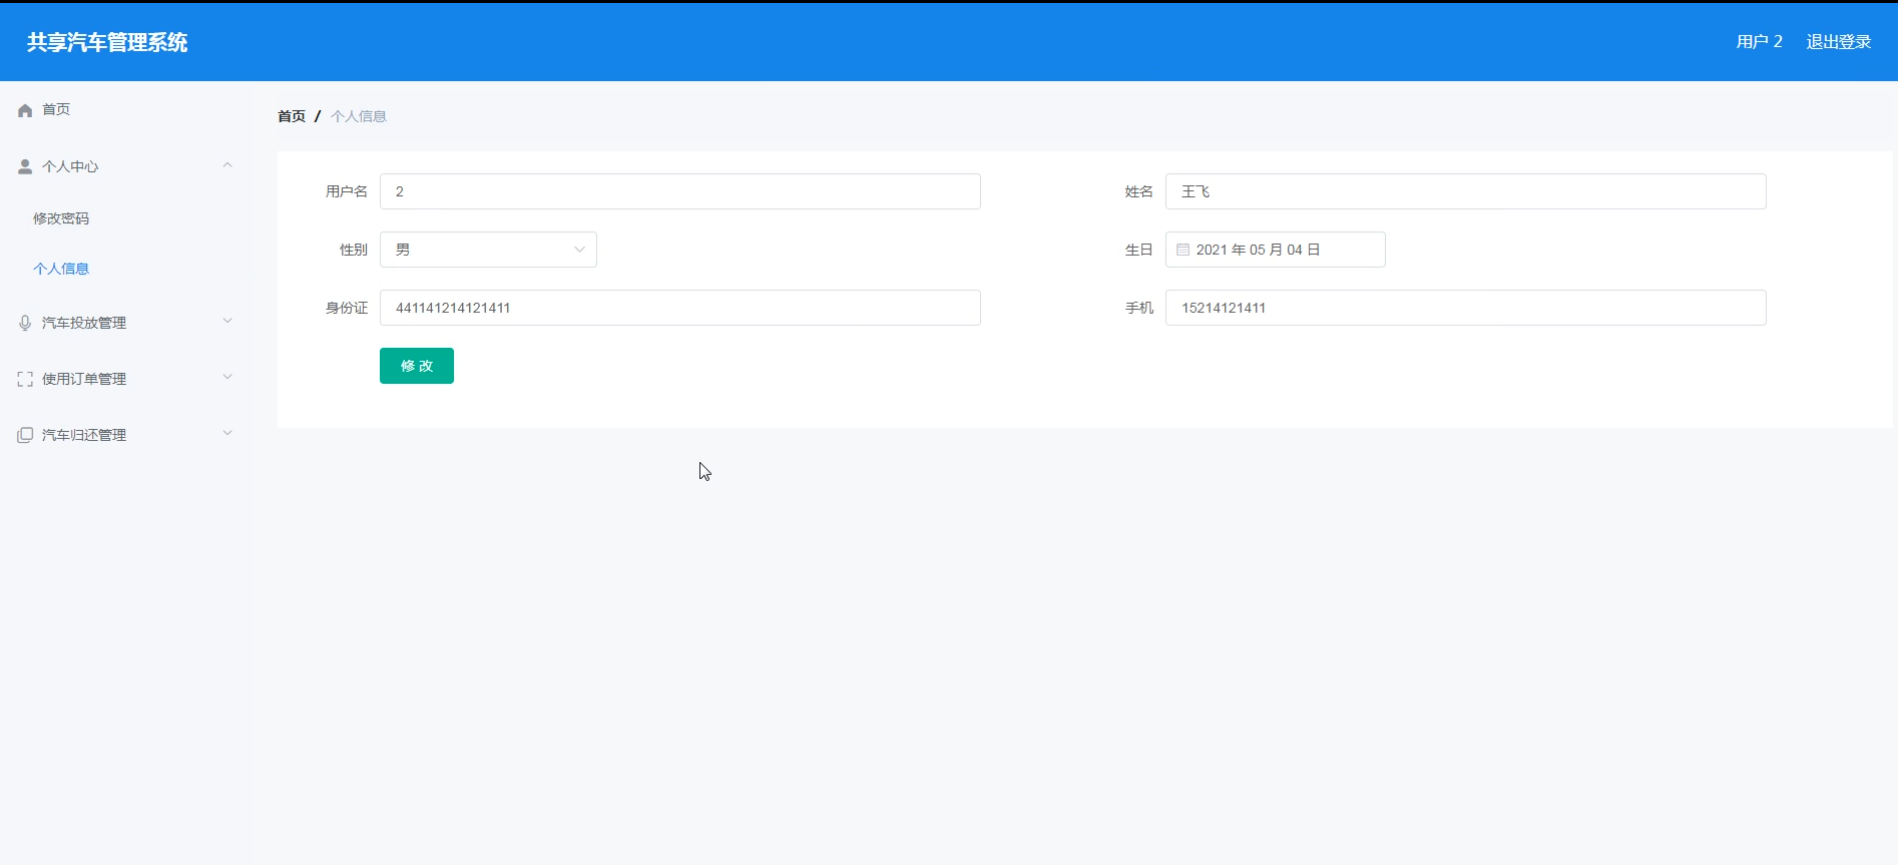 共享汽车管理系统
用户 2 退出登录
首页
首页 / 个人信息
个人中心
修改密码
个人信息
汽车投放管理
使用订单管理
汽车归还管理
用户名 2
姓名 王飞
性别 男
生日 2021 年 05 月 04 日
身份证 441141214121411
手机 15214121411
修 改